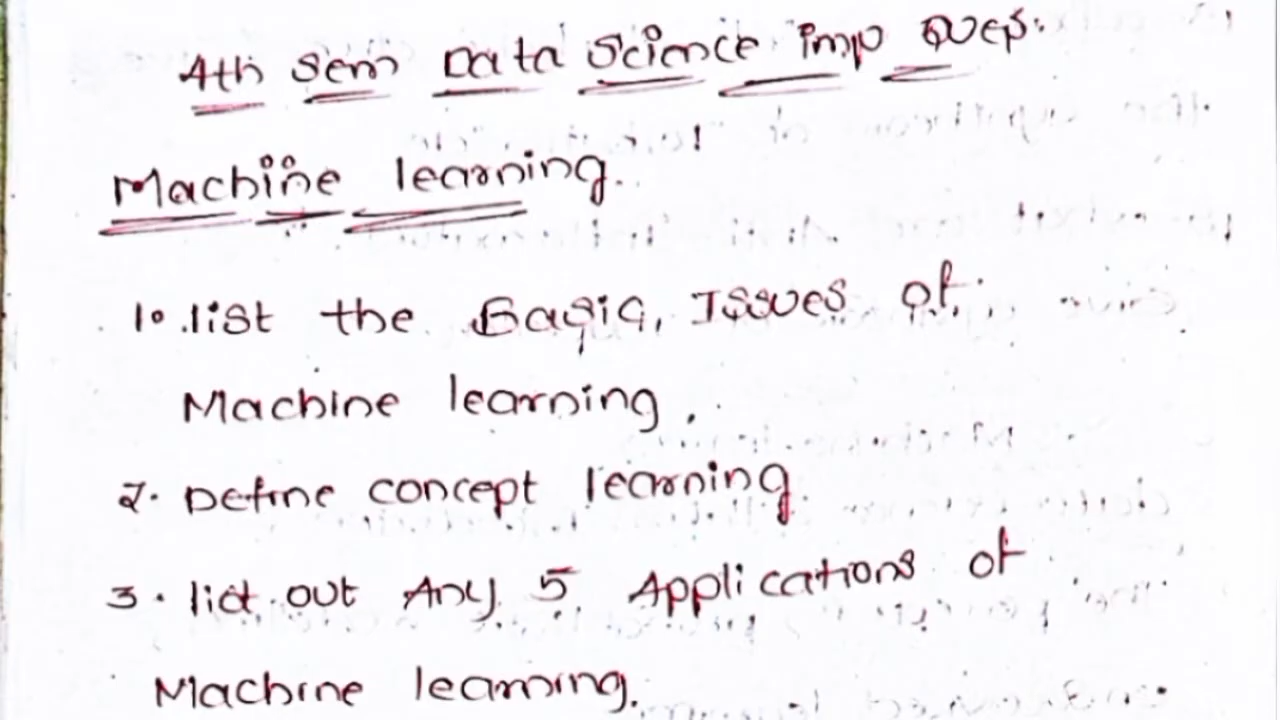 4th Sem Data Science imp Ques.
Machine learning.
1. list the Basic, Issues of
Machine learning.
2. Define concept learning.
3. list out Any 5 Applications of
Machine learning.